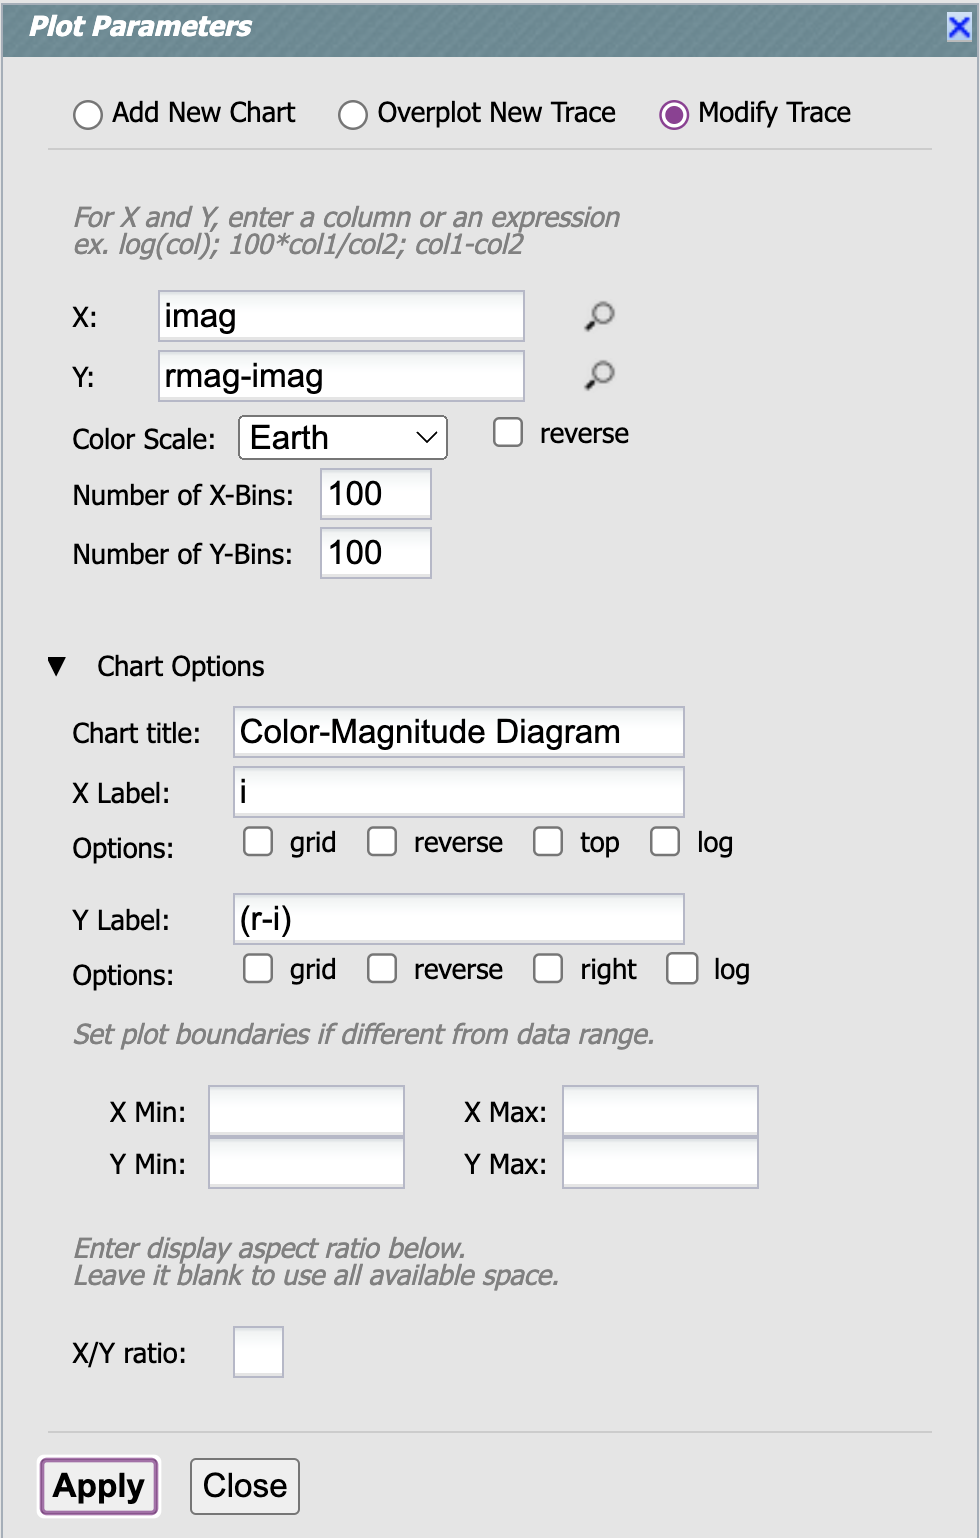 Plot Parameters
Add New Chart Overplot New Trace Modify Trace
For X and Y, enter a column or an expression
ex. log(col); 100*col1/col2; col1-col2
X: imag
Y: rmag-imag
Color Scale: Earth reverse
Number of X-Bins: 100
Number of Y-Bins: 100
Chart Options
Chart title: Color-Magnitude Diagram
X Label: i
Options: grid reverse top log
Y Label: (r-i)
Options: grid reverse right log
Set plot boundaries if different from data range.
X Min: X Max:
Y Min: Y Max:
Enter display aspect ratio below.
Leave it blank to use all available space.
X/Y ratio:
Apply Close